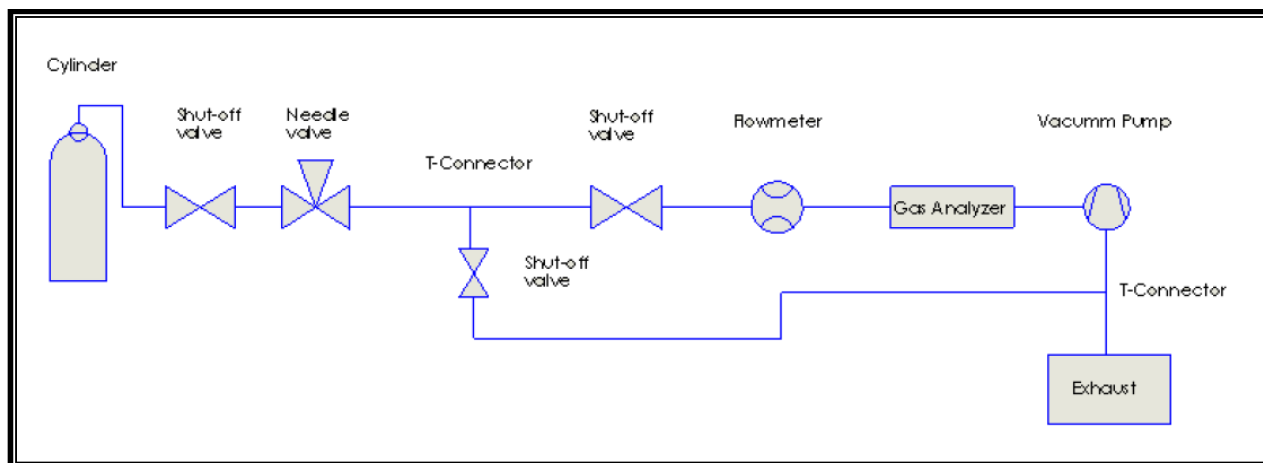 Cylinder
Shut-off
valve
Needle
valve
T-Connector
Shut-off
valve
Flowmeter
Vacumm Pump
Gas Analyzer
Shut-off
valve
T-Connector
Exhaust